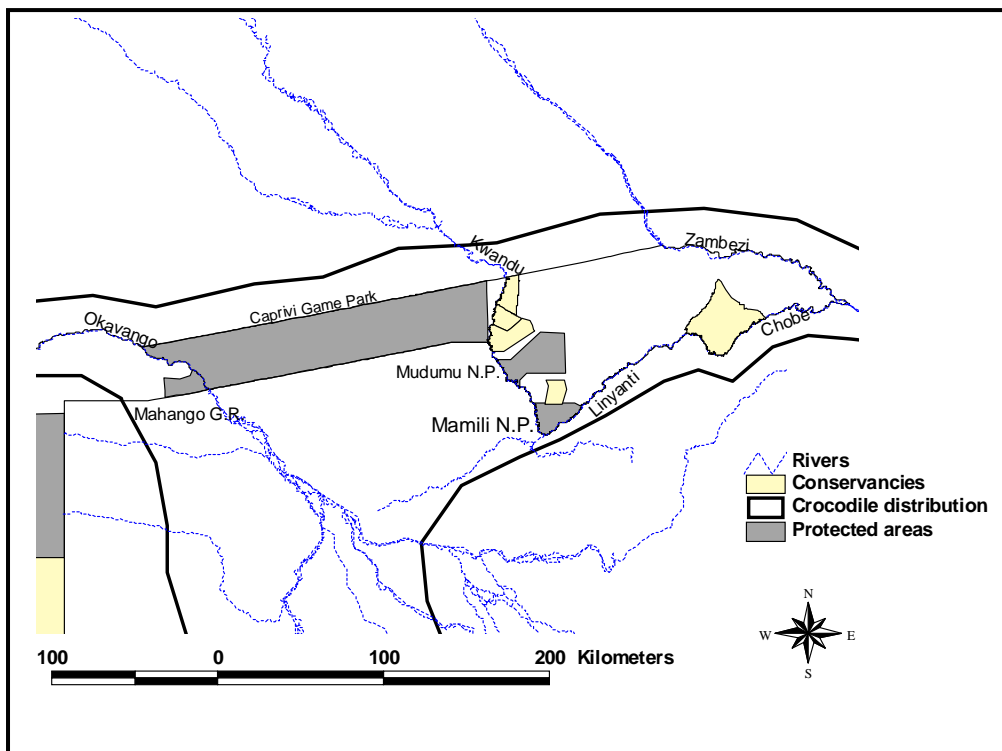 Zambezi
Kwandu
Caprivi Game Park
Okavango
Chobe
Mudumu N.P.
Linyanti
Mahango G.R.
Mamili N.P.
Rivers
Conservancies
Crocodile distribution
Protected areas
N
W E
S
100 0 100 200 Kilometers